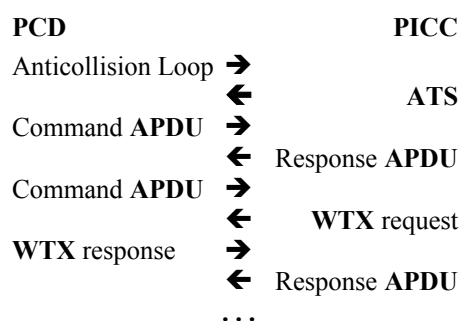 PCD PICC
Anticollision Loop ➔
🡸 ATS
Command APDU ➔
🡸 Response APDU
Command APDU ➔
🡸 WTX request
WTX response ➔
🡸 Response APDU
. . .